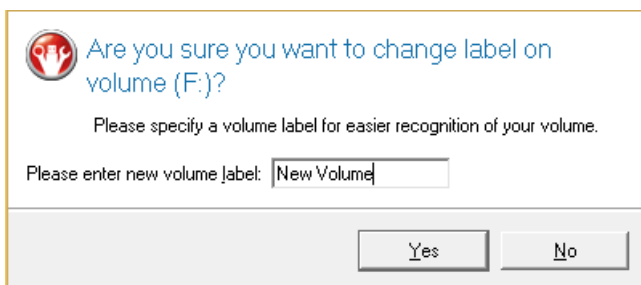 Are you sure you want to change label on
volume (F:)?
Please specify a volume label for easier recognition of your volume.
Please enter new volume label: New Volume
Yes No